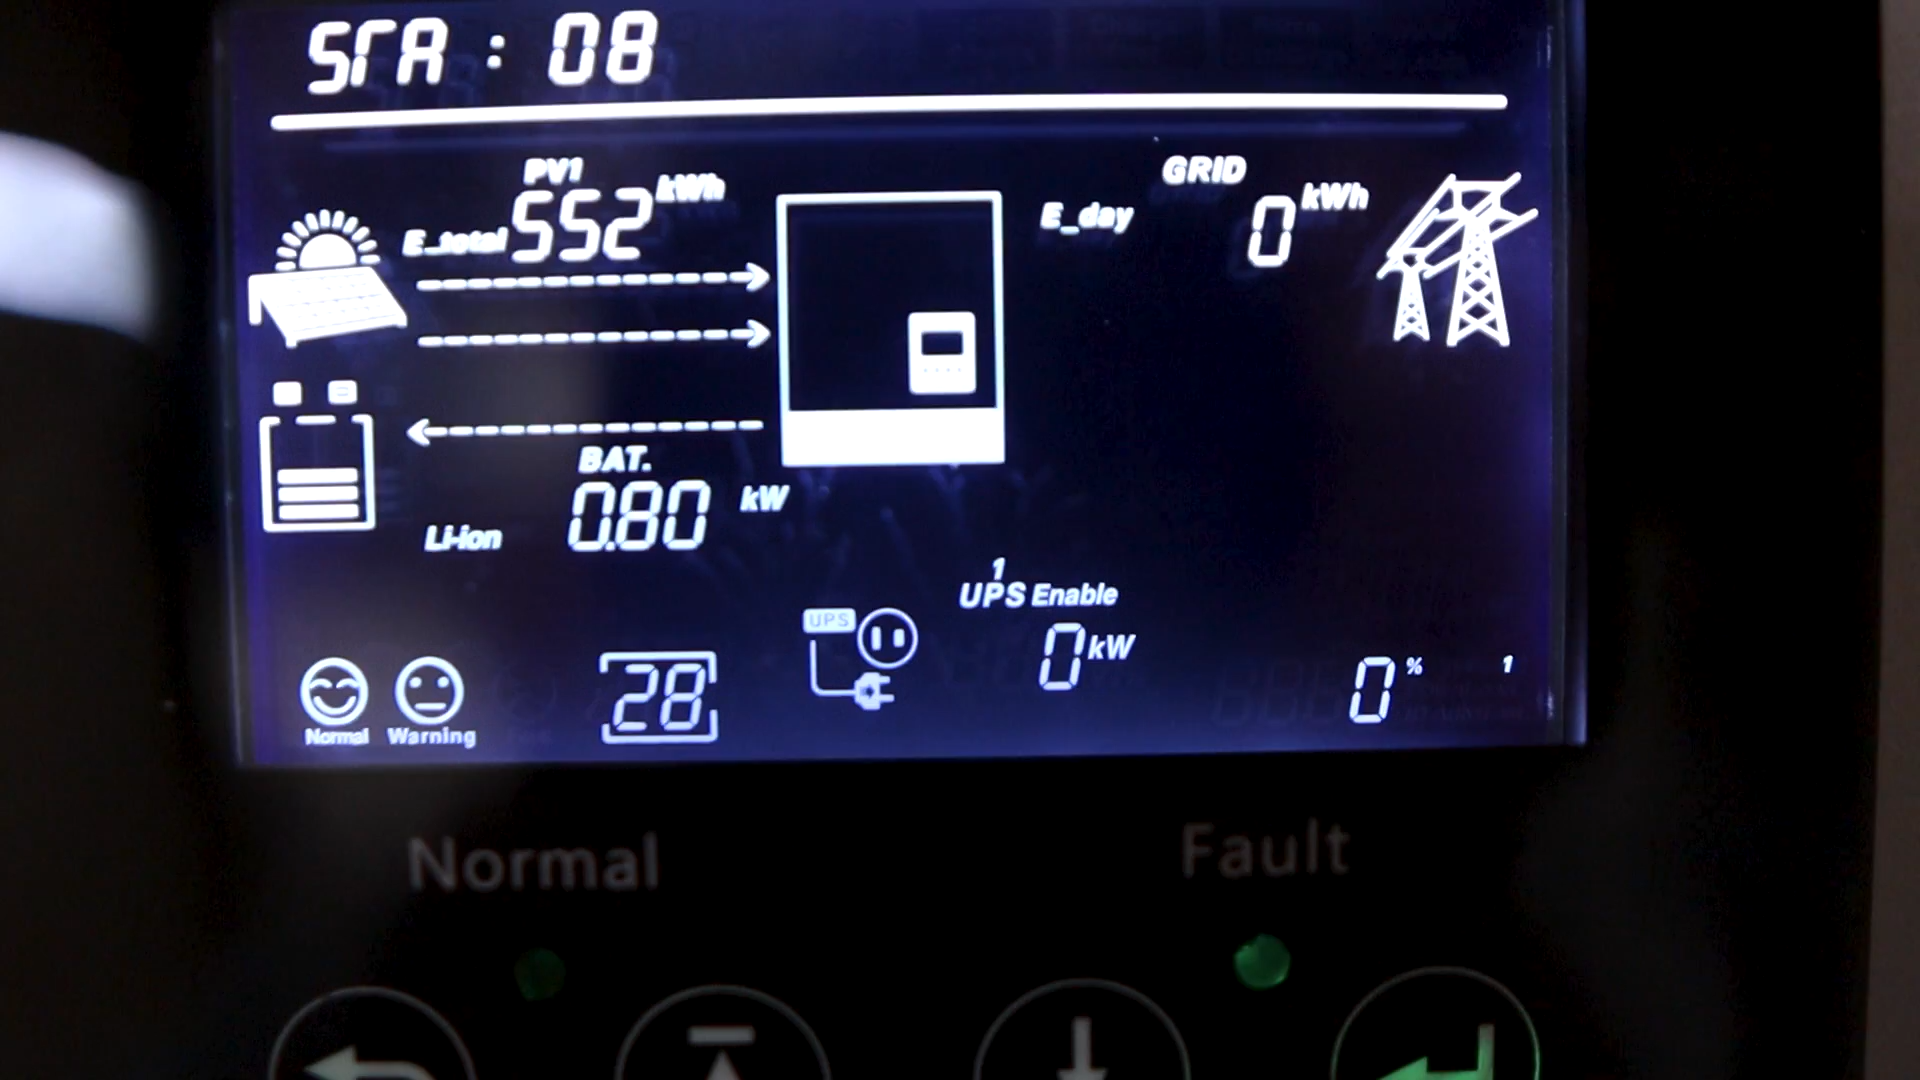 STA : 08
PV1
E_total 552 kWh
GRID
E_day 0 kWh
BAT.
Li-ion 0.80 kW
1
UPS Enable
UPS
0 kW
28
0 % 1
Normal Warning
Normal Fault